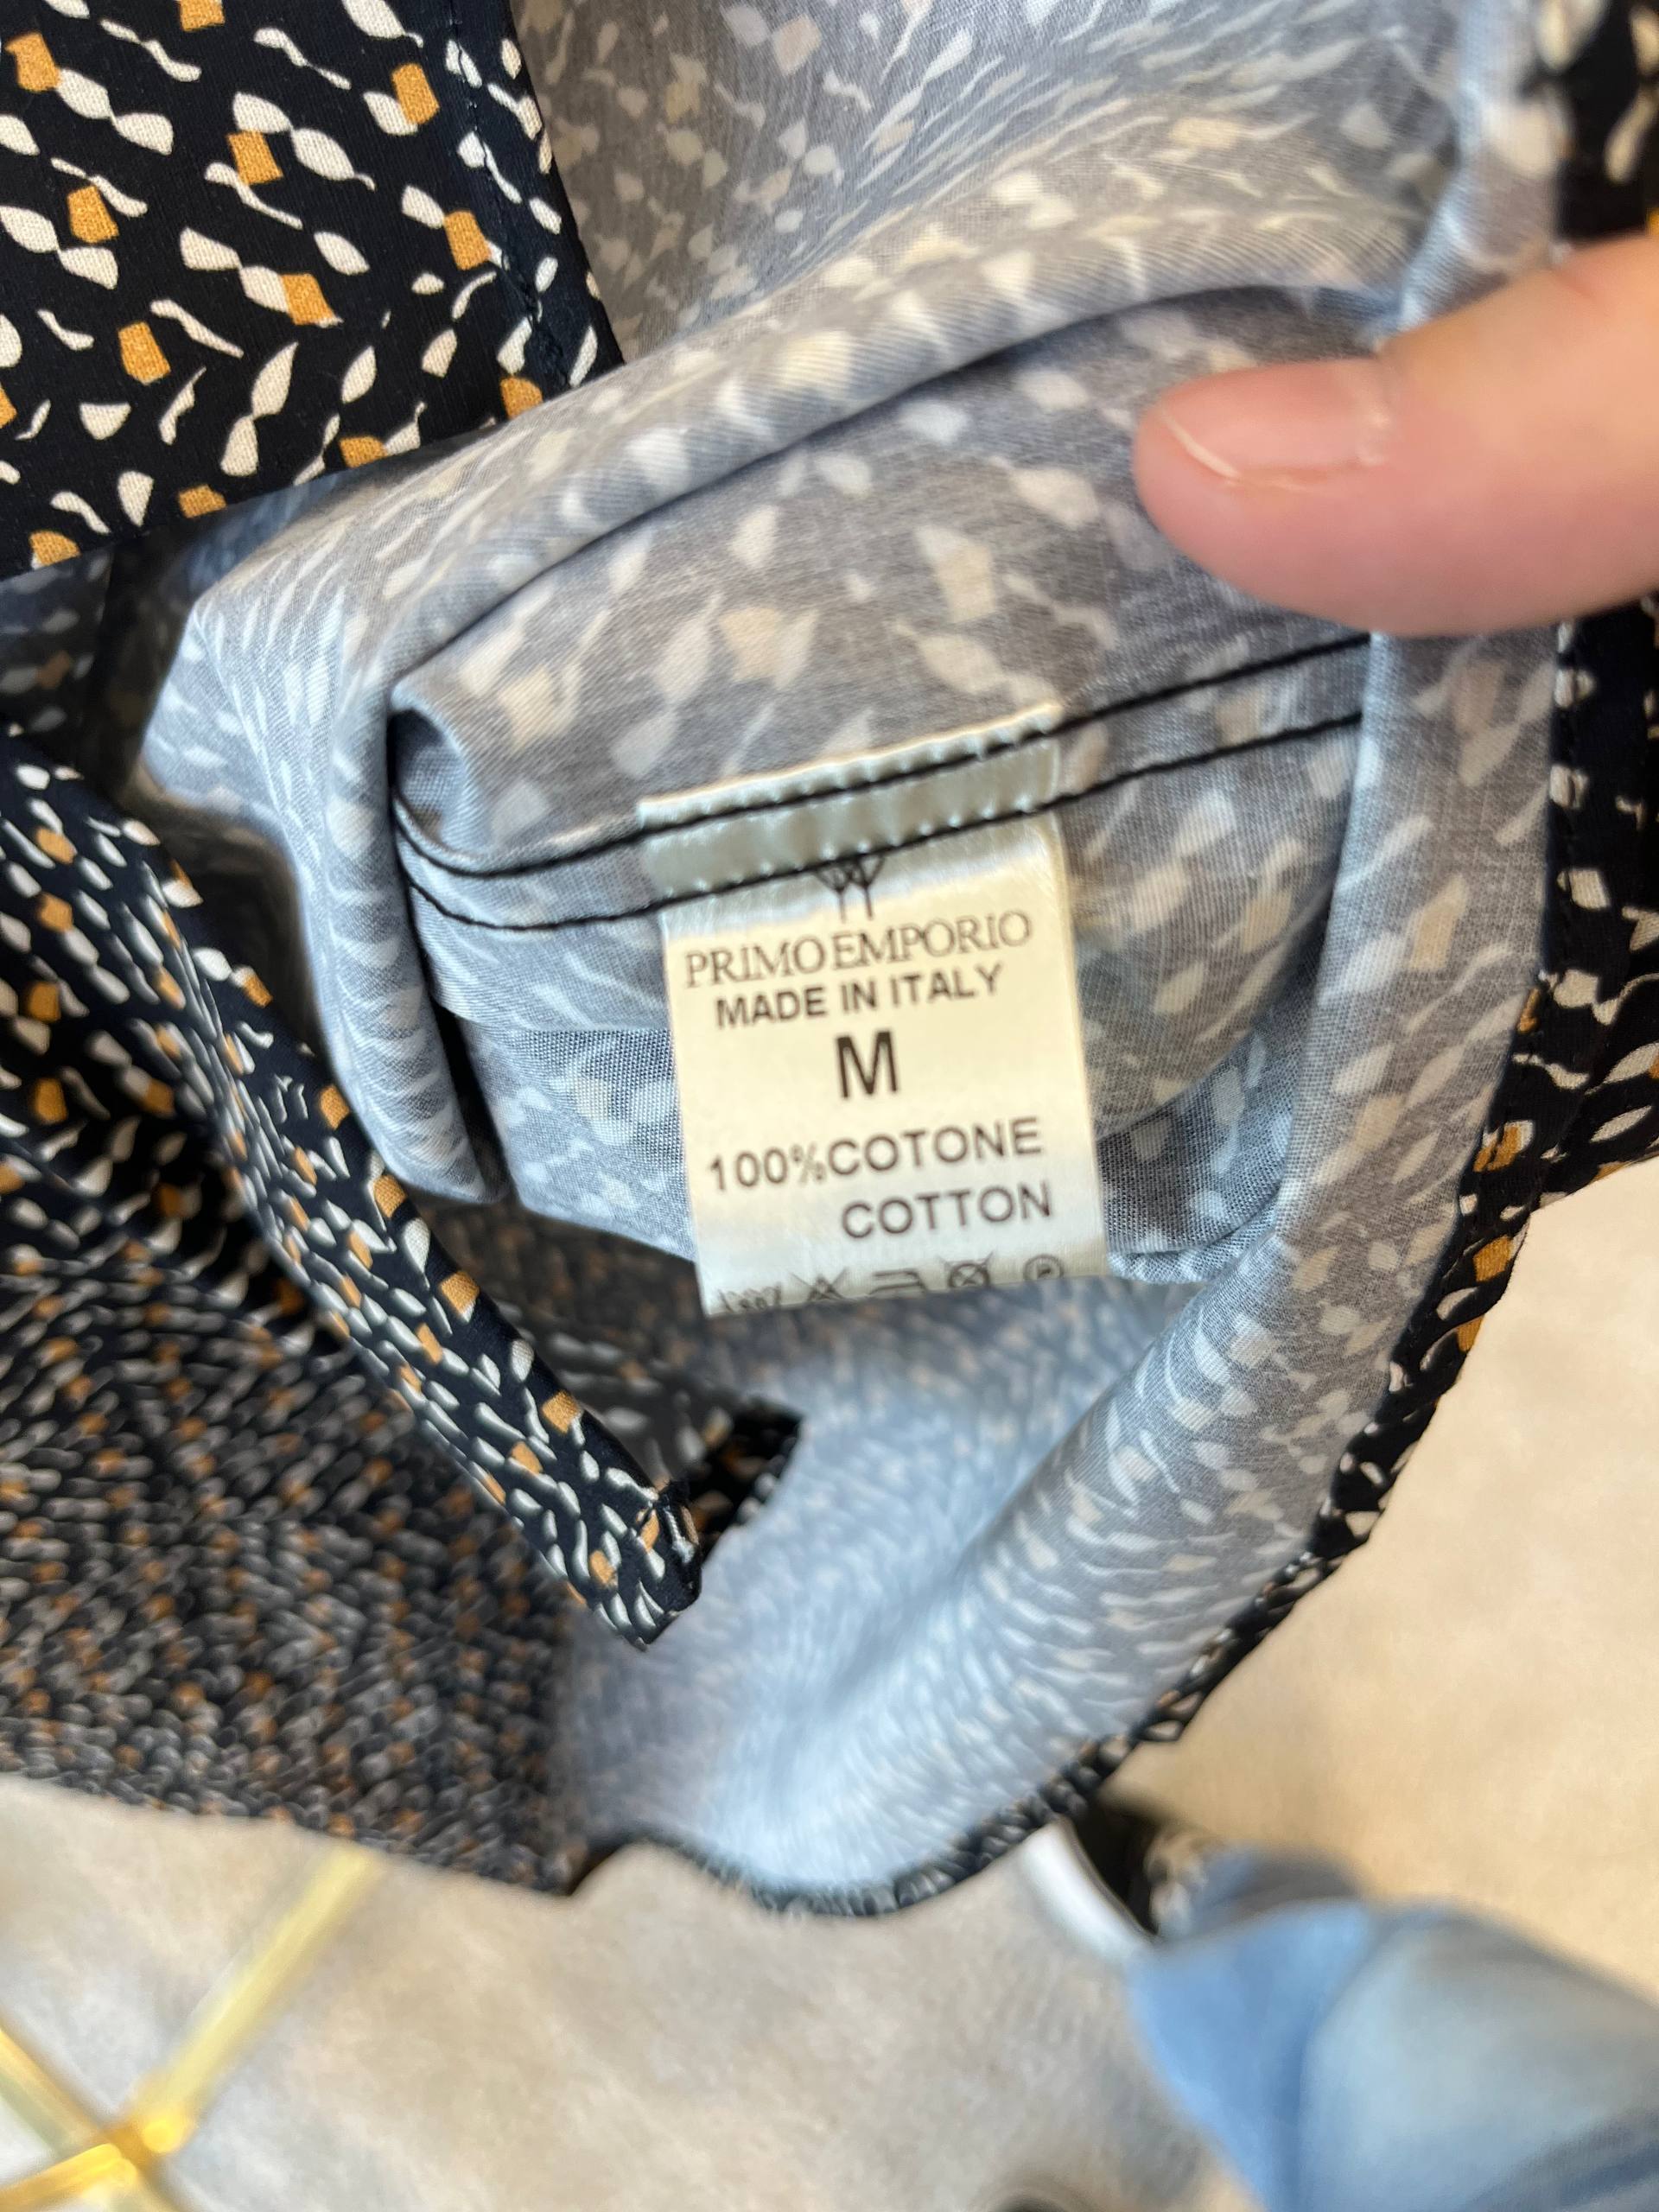 PRIMO EMPORIO
MADE IN ITALY
M
100%COTONE
COTTON